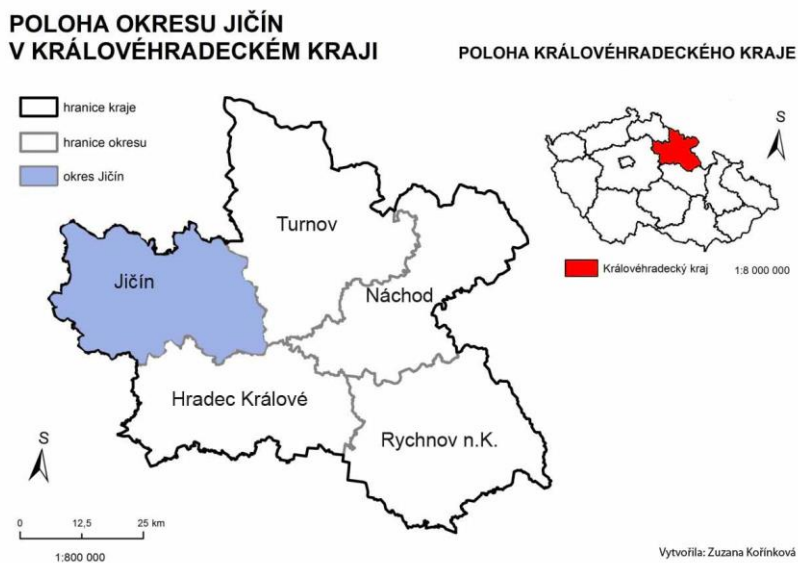 POLOHA OKRESU JIČÍN
V KRÁLOVÉHRADECKÉM KRAJI
POLOHA KRÁLOVÉHRADECKÉHO KRAJE
hranice kraje
hranice okresu
okres Jičín
S
Turnov
Jičín
Náchod
Královéhradecký kraj
1:8 000 000
Hradec Králové
Rychnov n.K.
S
0 12,5 25 km
1:800 000
Vytvořila: Zuzana Kořínková